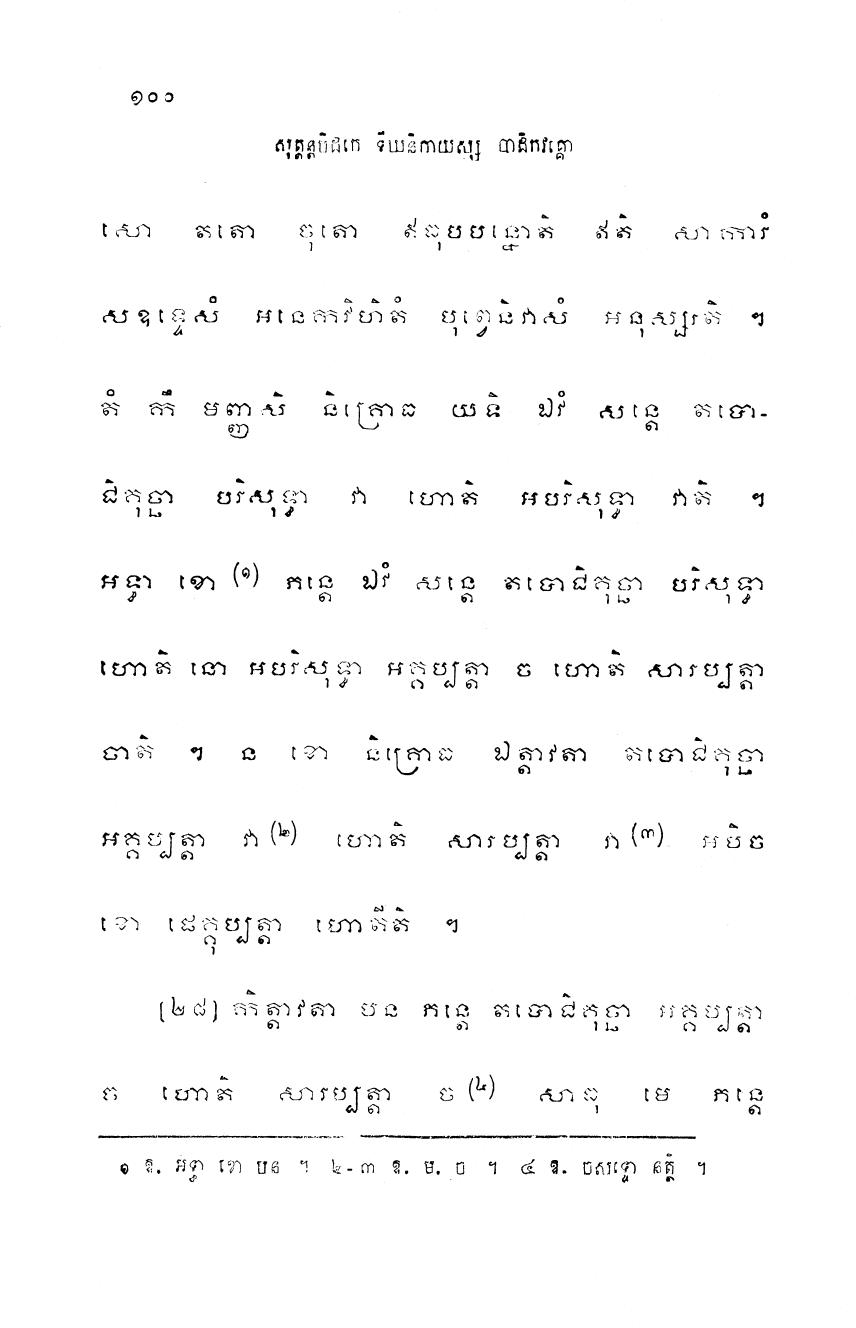 ១០០
សុត្តន្តបិដកេ ទីឃនិកាយស្ស បាដិកវគ្គោ
សោ តតោ ចុតោ ឥធុបបន្នោតិ ឥតិ សាការំ
សឧទ្ទេសំ អនេកវិហិតំ បុព្វេនិវាសំ អនុស្សរតិ ។
តំ កឹ មញ្ញសិ និគ្រោធ យទិ ឯវំ សន្តេ តបោ-
ជិគុច្ឆា បរិសុទ្ធា វា ហោតិ អបរិសុទ្ធា វាតិ ។
អទ្ធា ខោ (១) ភន្តេ ឯវំ សន្តេ តបោជិគុច្ឆា បរិសុទ្ធា
ហោតិ នោ អបរិសុទ្ធា អគ្គប្បត្តា ច ហោតិ សារប្បត្តា
ចាតិ ។ ន ខោ និគ្រោធ ឯត្តាវតា តបោជិគុច្ឆា
អគ្គប្បត្តា វា (២) ហោតិ សារប្បត្តា វា (៣) អបិច
ខោ ផេគ្គុប្បត្តា ហោតីតិ ។
[២៨] កិត្តាវតា បន ភន្តេ តបោជិគុច្ឆា អគ្គប្បត្តា
ច ហោតិ សារប្បត្តា ច (៤) សាធុ មេ ភន្តេ
១ ឱ. អទ្ធា ខោ បន ។ ២-៣ ឱ. ម. ច ។ ៤ ឱ. ចសទ្ទោ នត្ថិ ។